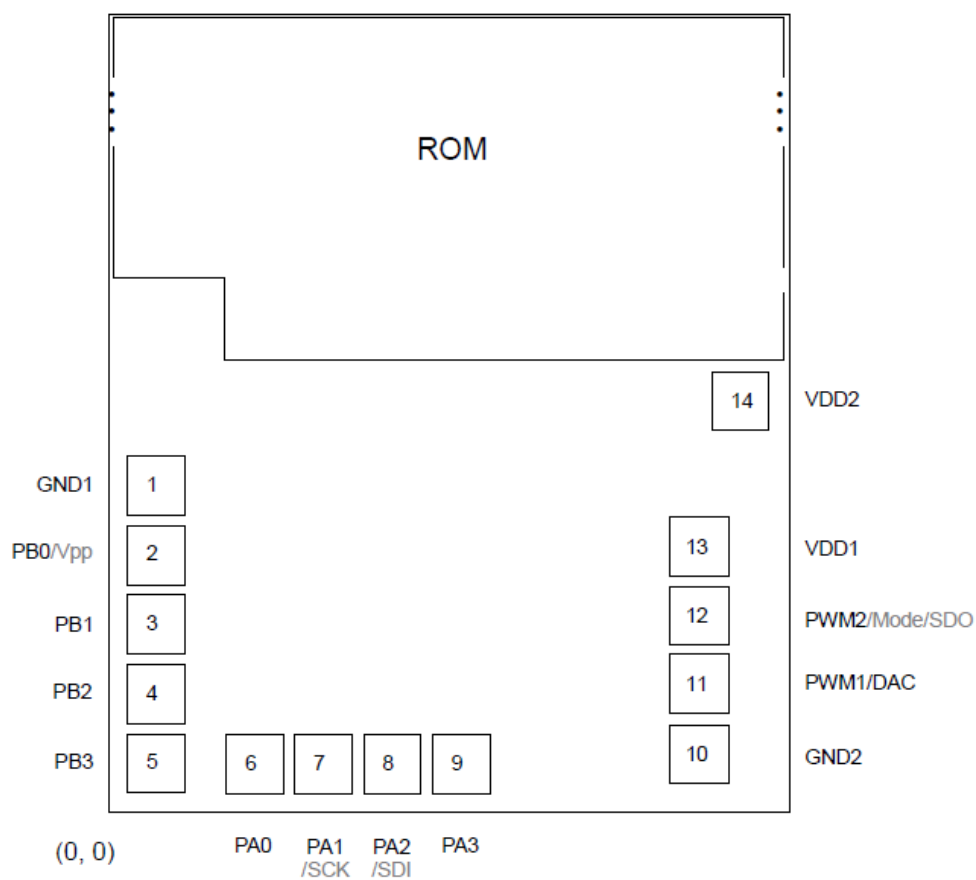 ROM
14 VDD2
GND1 1
PB0/Vpp 2
13 VDD1
PB1 3
12 PWM2/Mode/SDO
PB2 4
11 PWM1/DAC
PB3 5
6 7 8 9
10 GND2
(0, 0)
PA0 PA1 PA2 PA3
/SCK /SDI